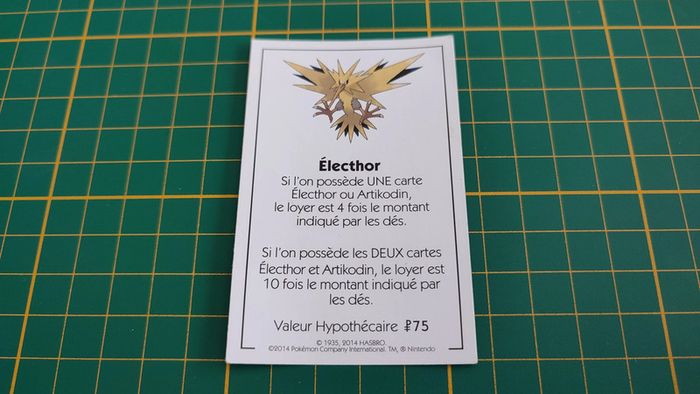 Électhor
Si l'on possède UNE carte
Électhor ou Artikodin,
le loyer est 4 fois le montant
indiqué par les dés.
Si l'on possède les DEUX cartes
Électhor et Artikodin, le loyer est
10 fois le montant indiqué par
les dés.
Valeur Hypothécaire ₽75
© 1935, 2014 HASBRO.
©2014 Pokémon Company International. TM, ® Nintendo